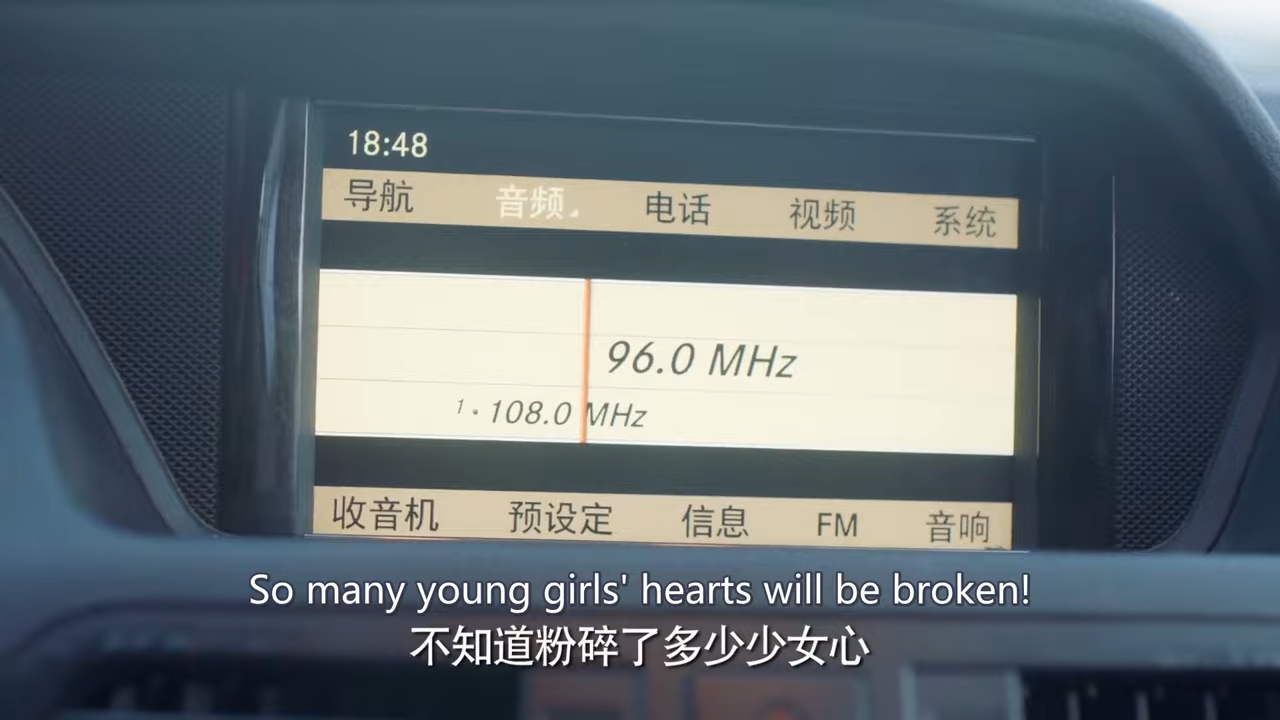 18:48
导航 音频 电话 视频 系统
96.0 MHz
1•108.0 MHz
收音机 预设定 信息 FM 音响
So many young girls' hearts will be broken!
不知道粉碎了多少少女心